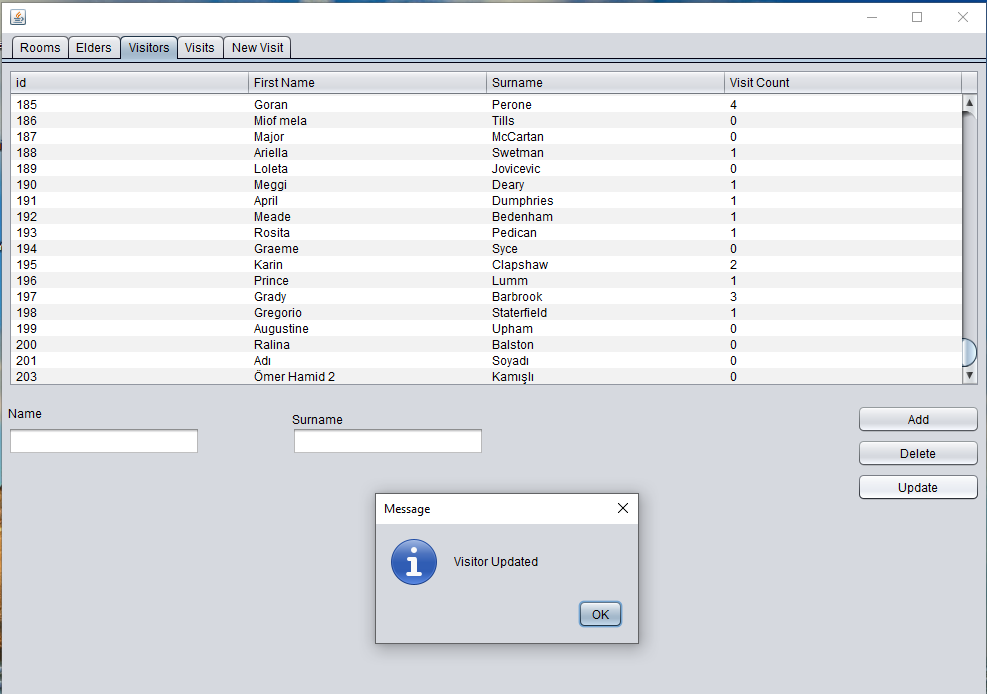 Rooms Elders Visitors Visits New Visit
id First Name Surname Visit Count
185 Goran Perone 4
186 Miof mela Tills 0
187 Major McCartan 0
188 Ariella Swetman 1
189 Loleta Jovicevic 0
190 Meggi Deary 1
191 April Dumphries 1
192 Meade Bedenham 1
193 Rosita Pedican 1
194 Graeme Syce 0
195 Karin Clapshaw 2
196 Prince Lumm 1
197 Grady Barbrook 3
198 Gregorio Staterfield 1
199 Augustine Upham 0
200 Ralina Balston 0
201 Adı Soyadı 0
203 Ömer Hamid 2 Kamışlı 0
Name
Surname
Add
Delete
Update
Message
Visitor Updated
OK